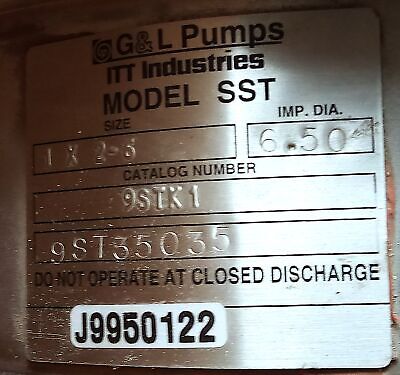 G&L Pumps
ITT Industries
MODEL SST
SIZE IMP. DIA.
1 X 2-8 6.50
CATALOG NUMBER
9STK1
9ST35035
DO NOT OPERATE AT CLOSED DISCHARGE
J9950122